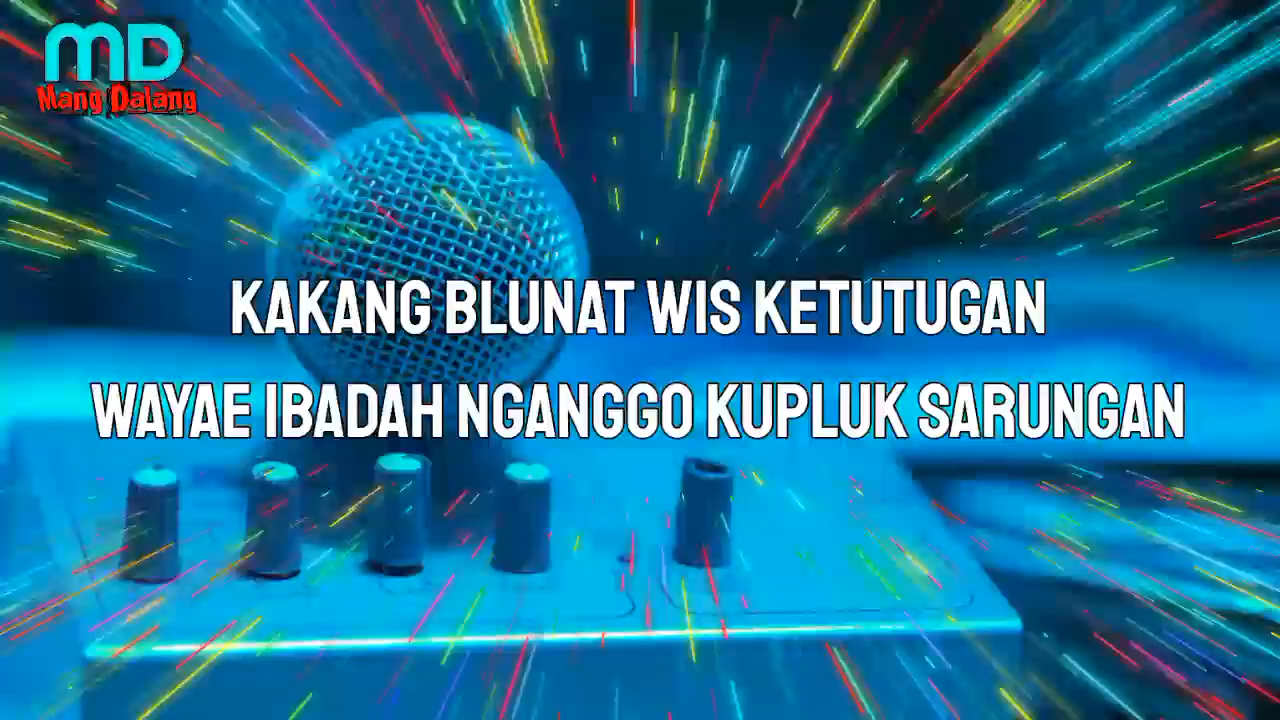 MD
Mang Dalang
KAKANG BLUNAT WIS KETUTUGAN
WAYAE IBADAH NGANGGO KUPLUK SARUNGAN